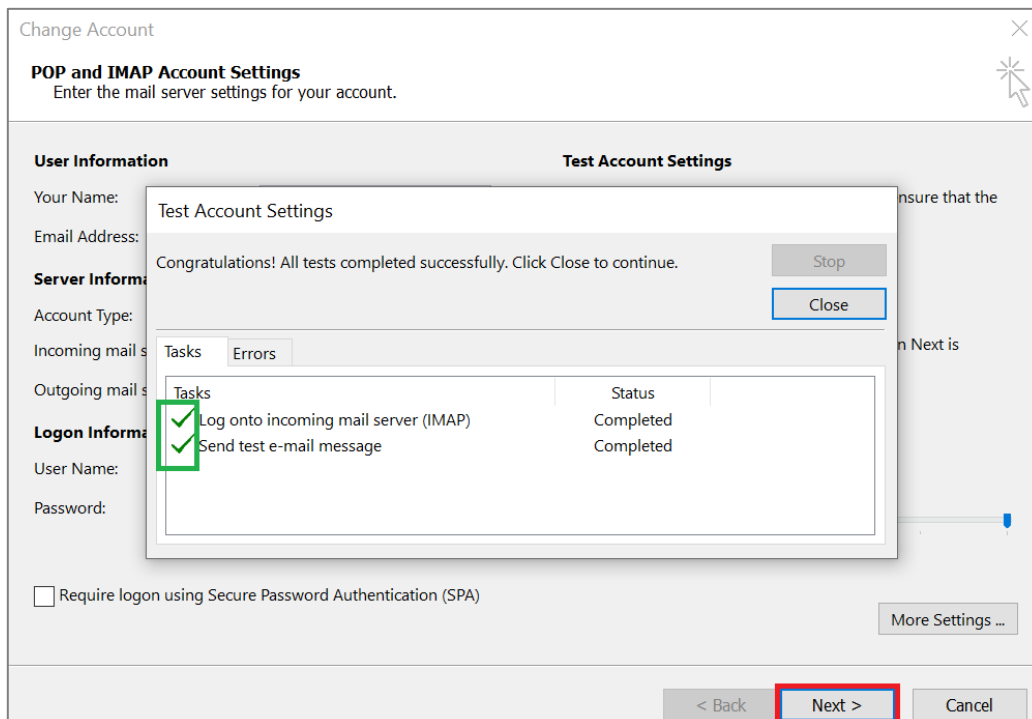 Change Account
POP and IMAP Account Settings
Enter the mail server settings for your account.
User Information
Test Account Settings
Your Name:
nsure that the
Email Address:
Server Informa
Account Type:
Incoming mail s
n Next is
Outgoing mail s
Logon Informa
User Name:
Password:
Test Account Settings
Congratulations! All tests completed successfully. Click Close to continue.
Stop
Close
Tasks Errors
Tasks Status
Log onto incoming mail server (IMAP) Completed
Send test e-mail message Completed
Require logon using Secure Password Authentication (SPA)
More Settings ...
< Back Next > Cancel